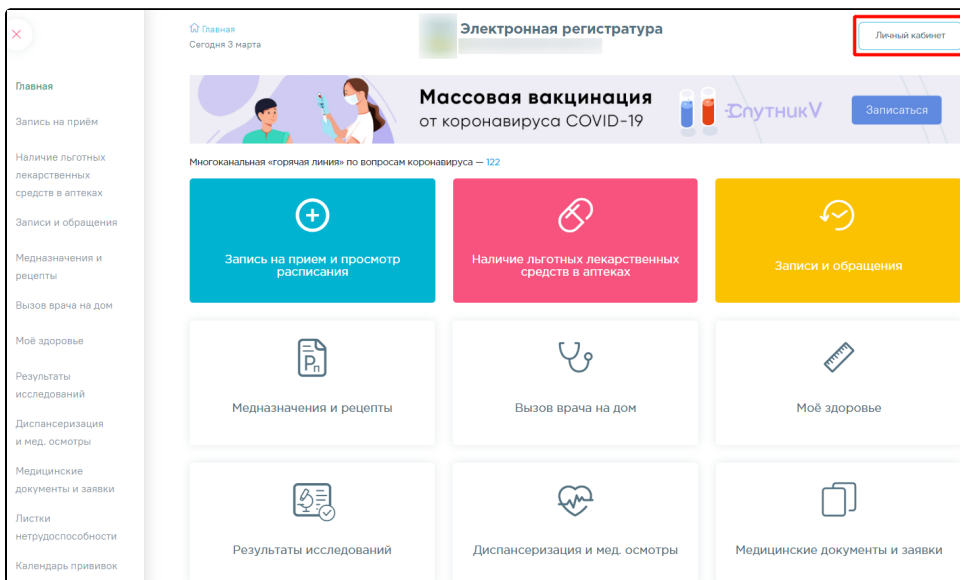 Главная
Сегодня 3 марта
Электронная регистратура
Личный кабинет
Главная
Запись на приём
Наличие льготных
лекарственных
средств в аптеках
Записи и обращения
Медназначения и
рецепты
Вызов врача на дом
Моё здоровье
Результаты
исследований
Диспансеризация
и мед. осмотры
Медицинские
документы и заявки
Листки
нетрудоспособности
Календарь прививок
Массовая вакцинация
от коронавируса COVID-19
СпутникV
Записаться
Многоканальная «горячая линия» по вопросам коронавируса — 122
Запись на прием и просмотр
расписания
Наличие льготных лекарственных
средств в аптеках
Записи и обращения
Rп
Медназначения и рецепты
Вызов врача на дом
Моё здоровье
Результаты исследований
Диспансеризация и мед. осмотры
Медицинские документы и заявки